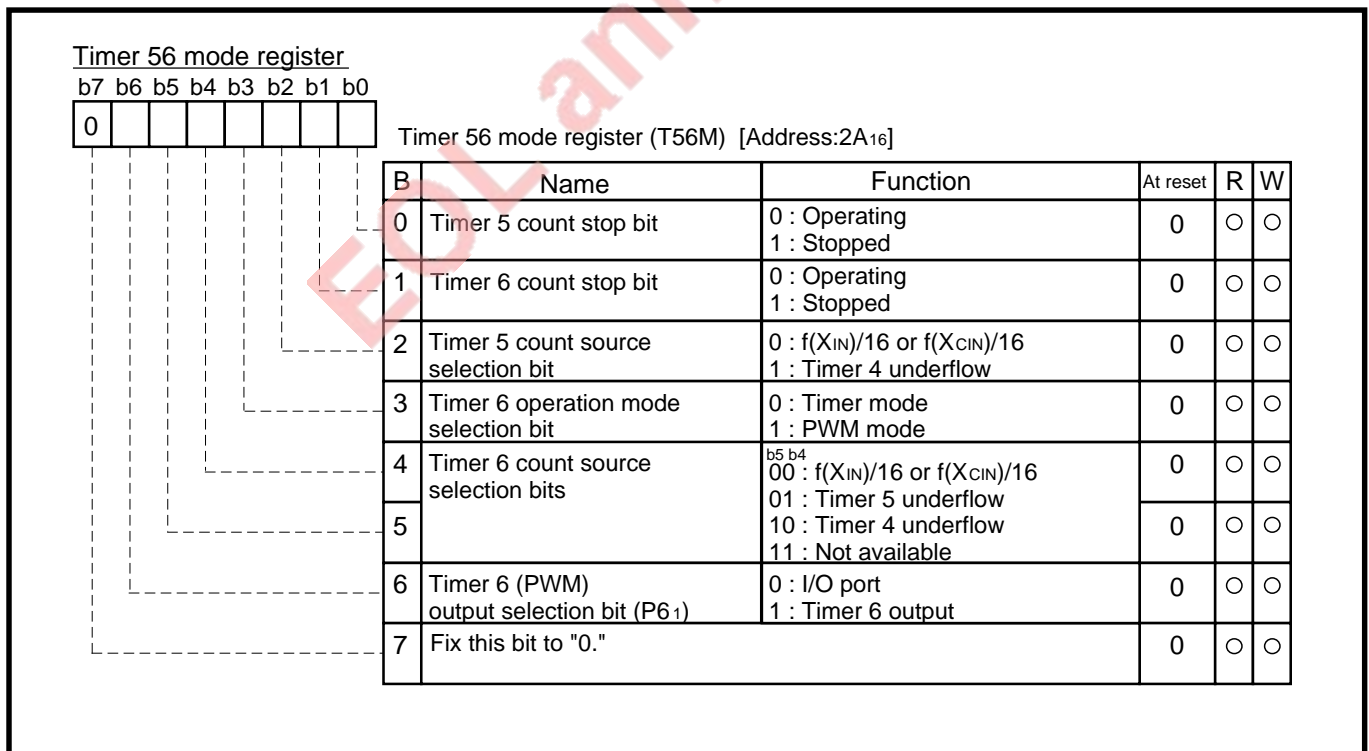 Timer 56 mode register
b7 b6 b5 b4 b3 b2 b1 b0
0
Timer 56 mode register (T56M) [Address:2A16]
B Name Function At reset R W
0 Timer 5 count stop bit 0 : Operating 0 ○ ○
1 : Stopped
1 Timer 6 count stop bit 0 : Operating 0 ○ ○
1 : Stopped
2 Timer 5 count source 0 : f(XIN)/16 or f(XCIN)/16 0 ○ ○
selection bit 1 : Timer 4 underflow
3 Timer 6 operation mode 0 : Timer mode 0 ○ ○
selection bit 1 : PWM mode
b5 b4
4 Timer 6 count source 00 : f(XIN)/16 or f(XCIN)/16 0 ○ ○
selection bits 01 : Timer 5 underflow
5 10 : Timer 4 underflow 0 ○ ○
11 : Not available
6 Timer 6 (PWM) 0 : I/O port 0 ○ ○
output selection bit (P61) 1 : Timer 6 output
7 Fix this bit to "0." 0 ○ ○
EOL